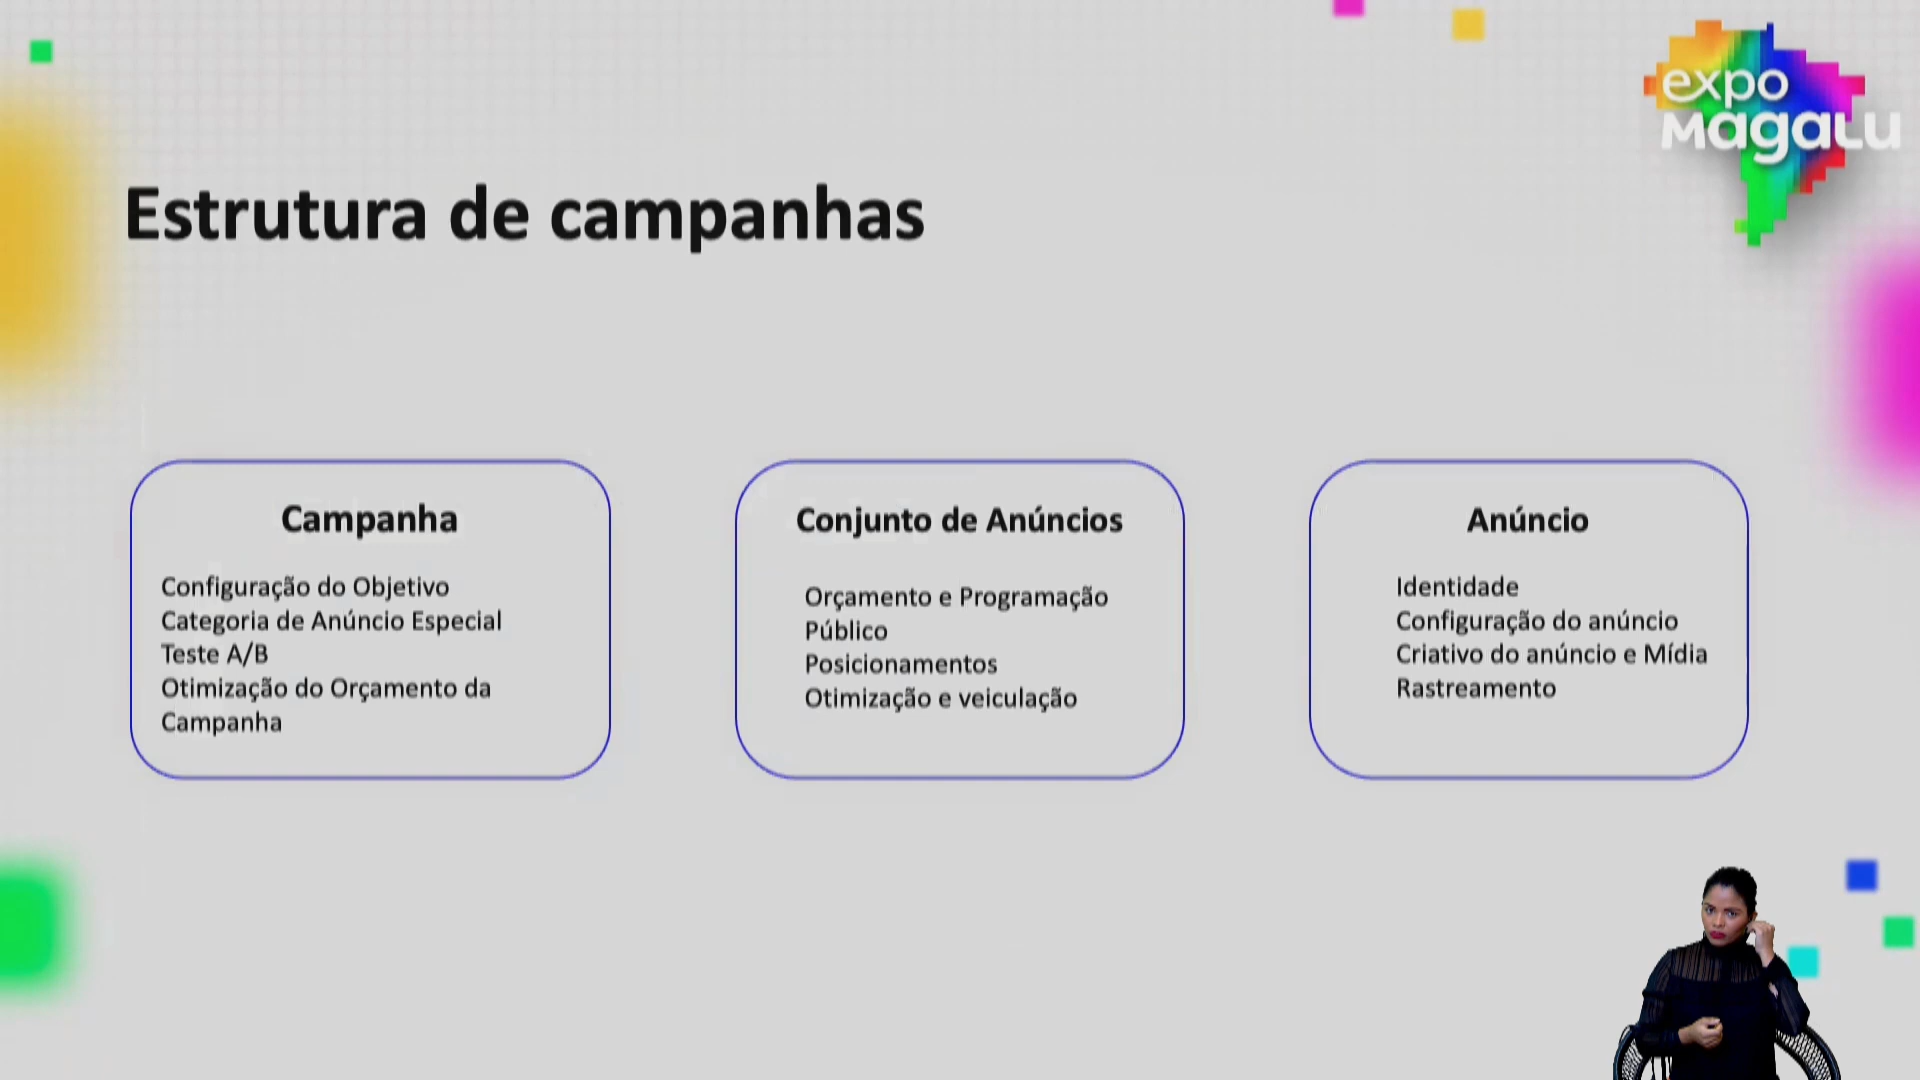 expo
Magalu
Estrutura de campanhas
Campanha
Configuração do Objetivo
Categoria de Anúncio Especial
Teste A/B
Otimização do Orçamento da
Campanha
Conjunto de Anúncios
Orçamento e Programação
Público
Posicionamentos
Otimização e veiculação
Anúncio
Identidade
Configuração do anúncio
Criativo do anúncio e Mídia
Rastreamento